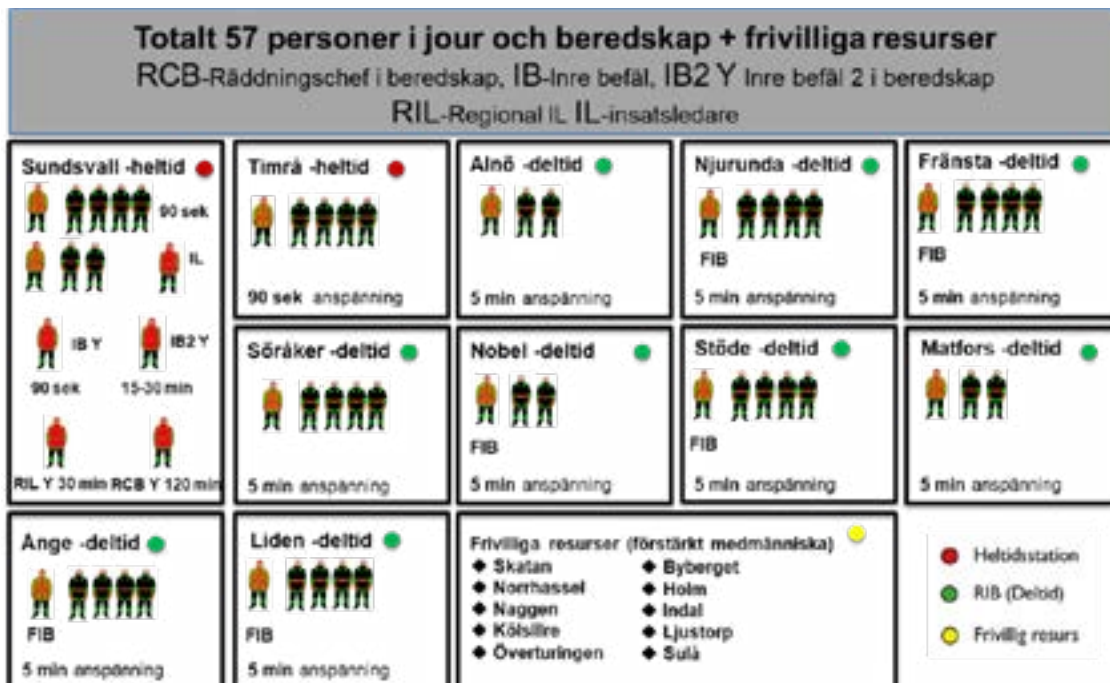 Totalt 57 personer i jour och beredskap + frivilliga resurser
RCB-Räddningschef i beredskap, IB-Inre befäl, IB2 Y Inre befäl 2 i beredskap
RIL-Regional IL IL-insatsledare
Sundsvall -heltid
90 sek
IL
IB Y
IB2 Y
90 sek
15-30 min
RIL Y 30 min RCB Y 120 min
Timrå -heltid
90 sek anspänning
Alnö -deltid
5 min anspänning
Njurunda -deltid
FIB
5 min anspänning
Fränsta -deltid
FIB
5 min anspänning
Söråker -deltid
5 min anspänning
Nobel -deltid
FIB
5 min anspänning
Stöde -deltid
FIB
5 min anspänning
Matfors -deltid
5 min anspänning
Ånge -deltid
FIB
5 min anspänning
Liden -deltid
FIB
5 min anspänning
Frivilliga resurser (förstärkt medmänniska)
◆ Skatan
◆ Norrhassel
◆ Naggen
◆ Kölsillre
◆ Överturingen
◆ Byberget
◆ Holm
◆ Indal
◆ Ljustorp
◆ Sulå
Heltidsstation
RIB (Deltid)
Frivillig resurs